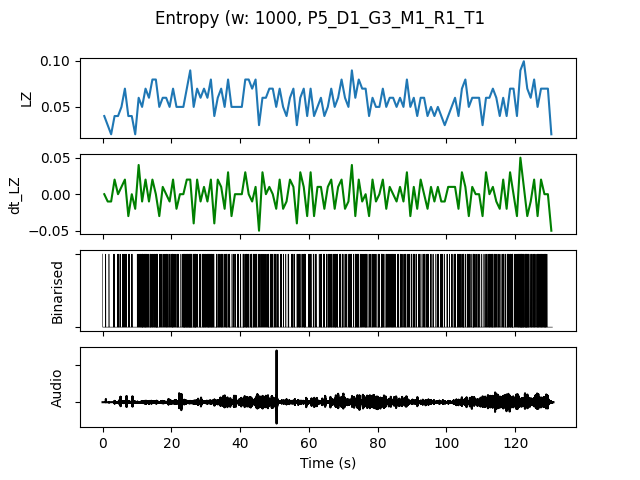 Entropy (w: 1000, P5_D1_G3_M1_R1_T1
0.10
0.05
LZ
0.05
0.00
−0.05
dt_LZ
Binarised
Audio
0 20 40 60 80 100 120
Time (s)